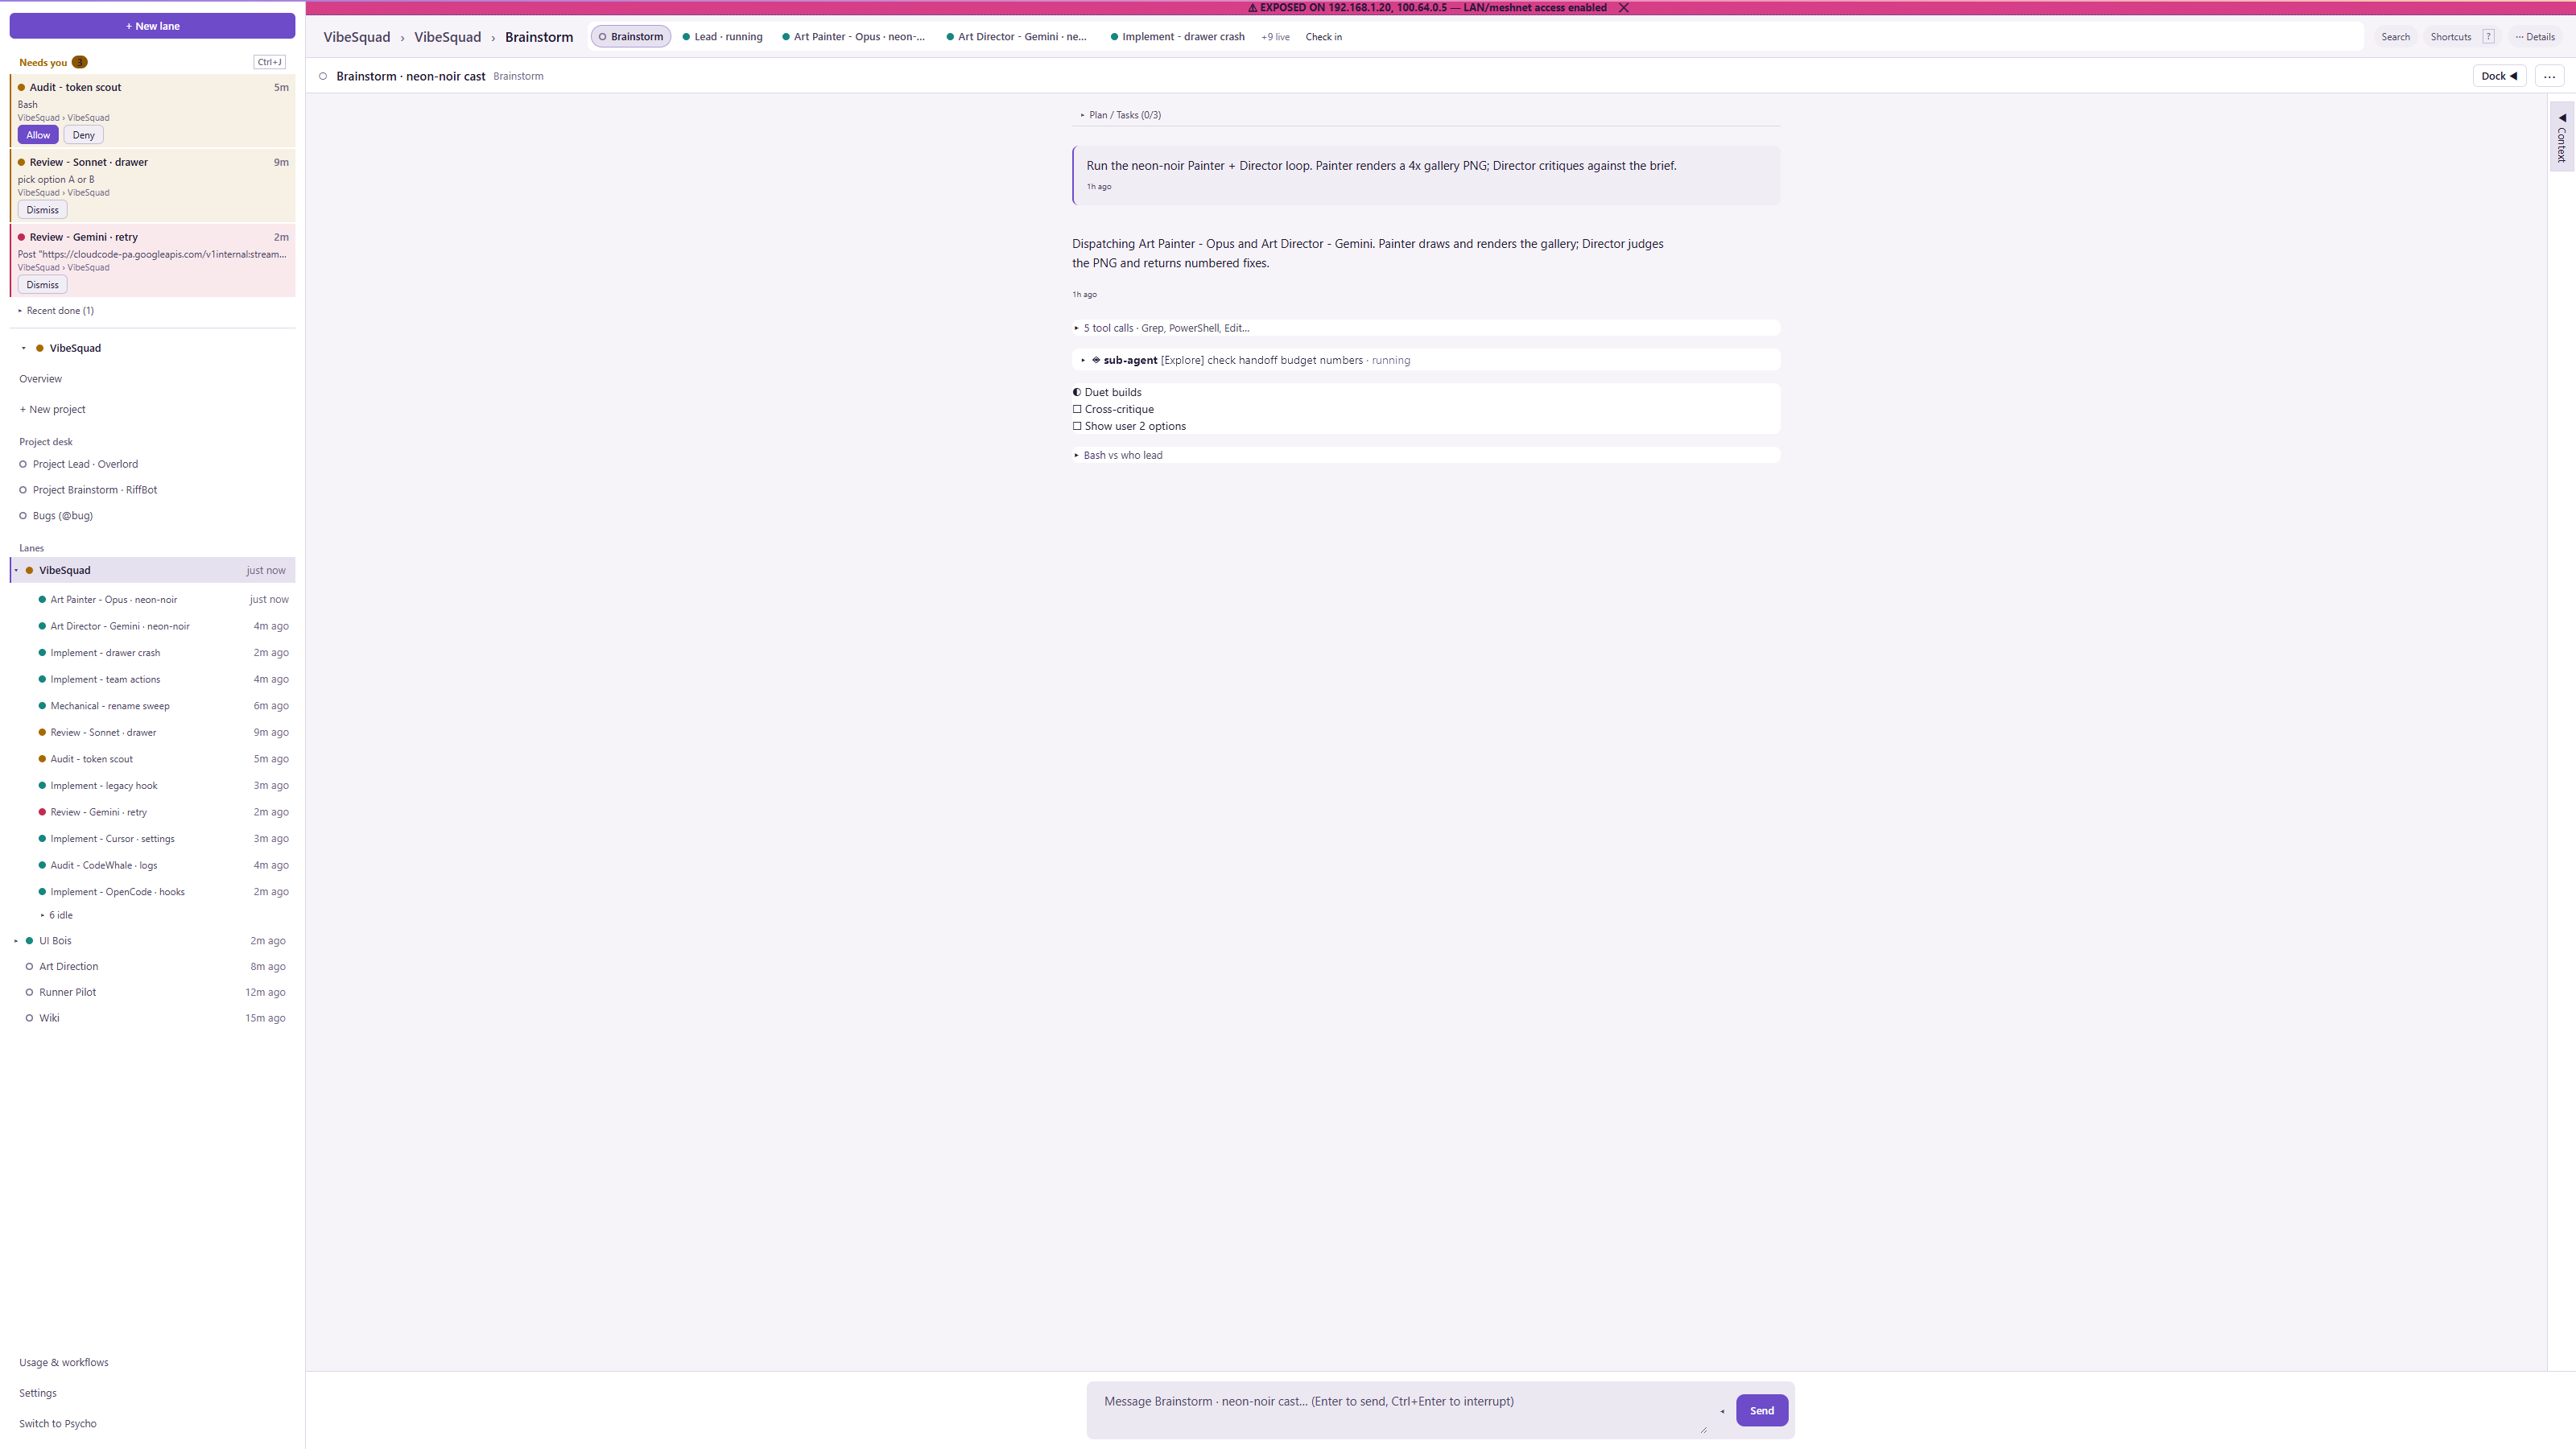 + New lane
Needs you 3 Ctrl+J
Audit - token scout 5m
Bash
VibeSquad › VibeSquad
Allow Deny
Review - Sonnet · drawer 9m
pick option A or B
VibeSquad › VibeSquad
Dismiss
Review - Gemini · retry 2m
Post "https://cloudcode-pa.googleapis.com/v1internal:stream...
VibeSquad › VibeSquad
Dismiss
Recent done (1)
VibeSquad
Overview
+ New project
Project desk
Project Lead · Overlord
Project Brainstorm · RiffBot
Bugs (@bug)
Lanes
VibeSquad just now
Art Painter - Opus · neon-noir just now
Art Director - Gemini · neon-noir 4m ago
Implement - drawer crash 2m ago
Implement - team actions 4m ago
Mechanical - rename sweep 6m ago
Review - Sonnet · drawer 9m ago
Audit - token scout 5m ago
Implement - legacy hook 3m ago
Review - Gemini · retry 2m ago
Implement - Cursor · settings 3m ago
Audit - CodeWhale · logs 4m ago
Implement - OpenCode · hooks 2m ago
6 idle
UI Bois 2m ago
Art Direction 8m ago
Runner Pilot 12m ago
Wiki 15m ago
Usage & workflows
Settings
Switch to Psycho
⚠ EXPOSED ON 192.168.1.20, 100.64.0.5 — LAN/meshnet access enabled
VibeSquad › VibeSquad › Brainstorm Brainstorm Lead · running Art Painter - Opus · neon-... Art Director - Gemini · ne... Implement - drawer crash +9 live Check in Search Shortcuts ? ··· Details
Brainstorm · neon-noir cast Brainstorm Dock ◀ ...
Plan / Tasks (0/3)
Run the neon-noir Painter + Director loop. Painter renders a 4x gallery PNG; Director critiques against the brief.
1h ago
Dispatching Art Painter - Opus and Art Director - Gemini. Painter draws and renders the gallery; Director judges
the PNG and returns numbered fixes.
1h ago
5 tool calls · Grep, PowerShell, Edit...
sub-agent [Explore] check handoff budget numbers · running
◐ Duet builds
☐ Cross-critique
☐ Show user 2 options
Bash vs who lead
◀ Context
Message Brainstorm · neon-noir cast... (Enter to send, Ctrl+Enter to interrupt)
Send